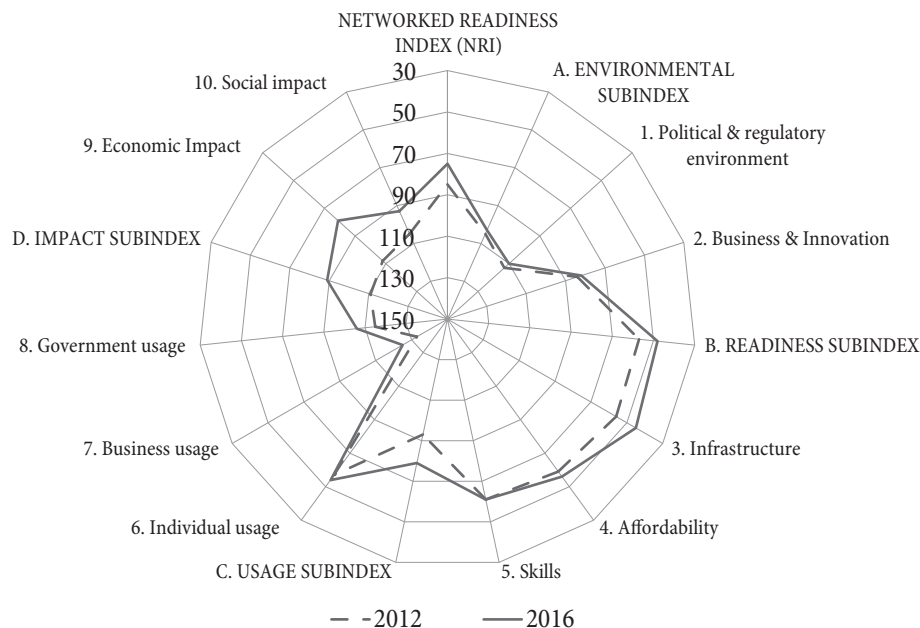 NETWORKED READINESS
INDEX (NRI)
A. ENVIRONMENTAL
SUBINDEX
1. Political & regulatory
environment
2. Business & Innovation
B. READINESS SUBINDEX
3. Infrastructure
4. Affordability
5. Skills
C. USAGE SUBINDEX
6. Individual usage
7. Business usage
8. Government usage
D. IMPACT SUBINDEX
9. Economic Impact
10. Social impact
30
50
70
90
110
130
150
2012
2016